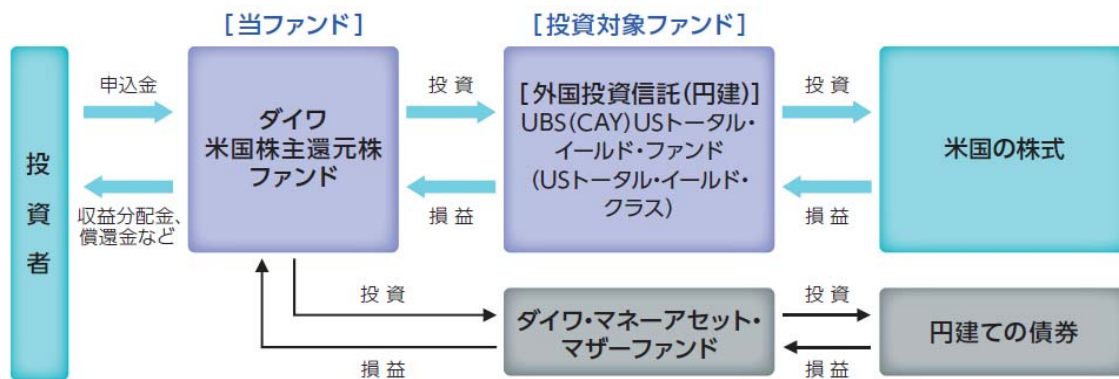 [当ファンド]
[投資対象ファンド]
投資者
申込金
収益分配金、
償還金など
ダイワ
米国株主還元株
ファンド
投 資
損 益
[外国投資信託(円建)]
UBS(CAY)USトータル・
イールド・ファンド
(USトータル・イールド・
クラス)
投 資
損 益
米国の株式
投 資
損 益
ダイワ・マネーアセット・
マザーファンド
投 資
損 益
円建ての債券